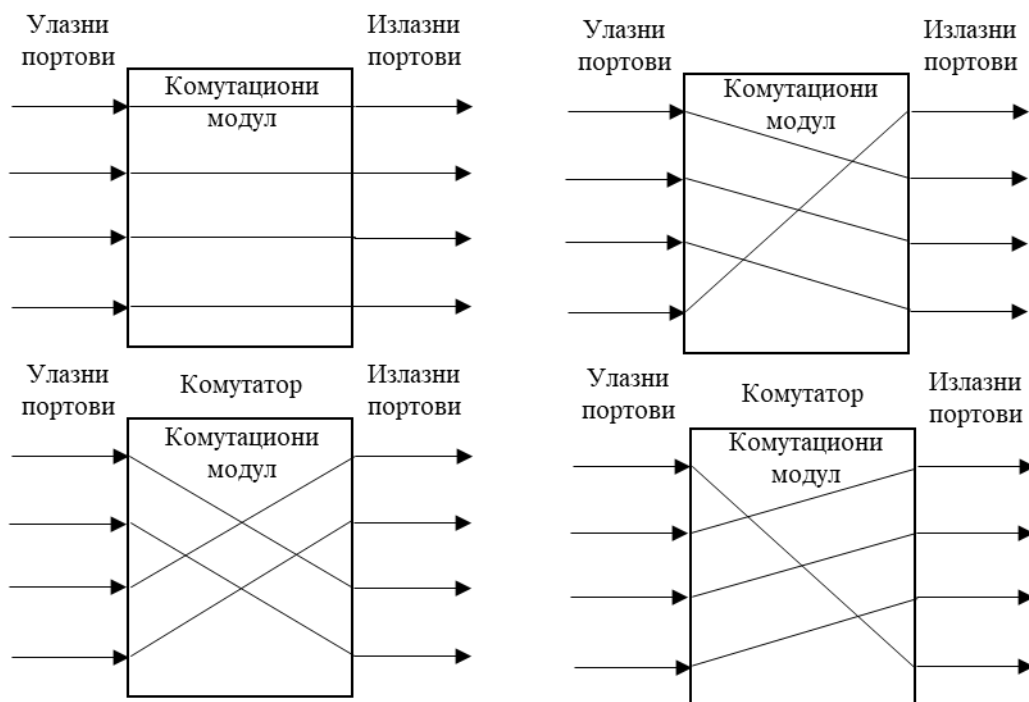 Улазни
портови
Излазни
портови
Комутациони
модул
Улазни
портови
Излазни
портови
Комутациони
модул
Улазни
портови
Комутатор
Излазни
портови
Комутациони
модул
Улазни
портови
Комутатор
Излазни
портови
Комутациони
модул